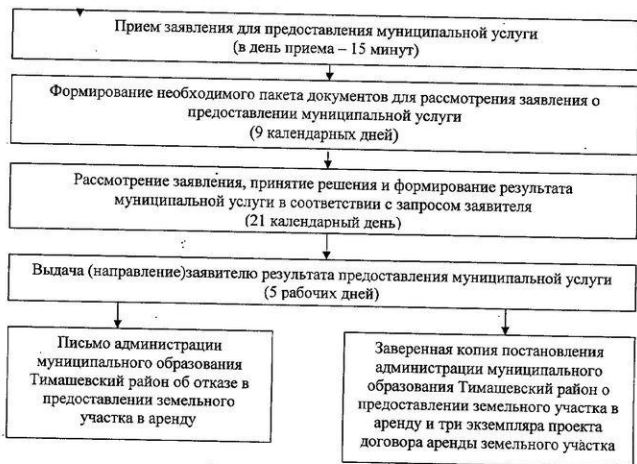 Прием заявления для предоставления муниципальной услуги
(в день приема – 15 минут)
Формирование необходимого пакета документов для рассмотрения заявления о
предоставлении муниципальной услуги
(9 календарных дней)
Рассмотрение заявления, принятие решения и формирование результата
муниципальной услуги в соответствии с запросом заявителя
(21 календарный день)
Выдача (направление)заявителю результата предоставления муниципальной услуги
(5 рабочих дней)
Письмо администрации
муниципального образования
Тимашевский район об отказе в
предоставлении земельного
участка в аренду
Заверенная копия постановления
администрации муниципального
образования Тимашевский район о
предоставлении земельного участка в
аренду и три экземпляра проекта
договора аренды земельного участка